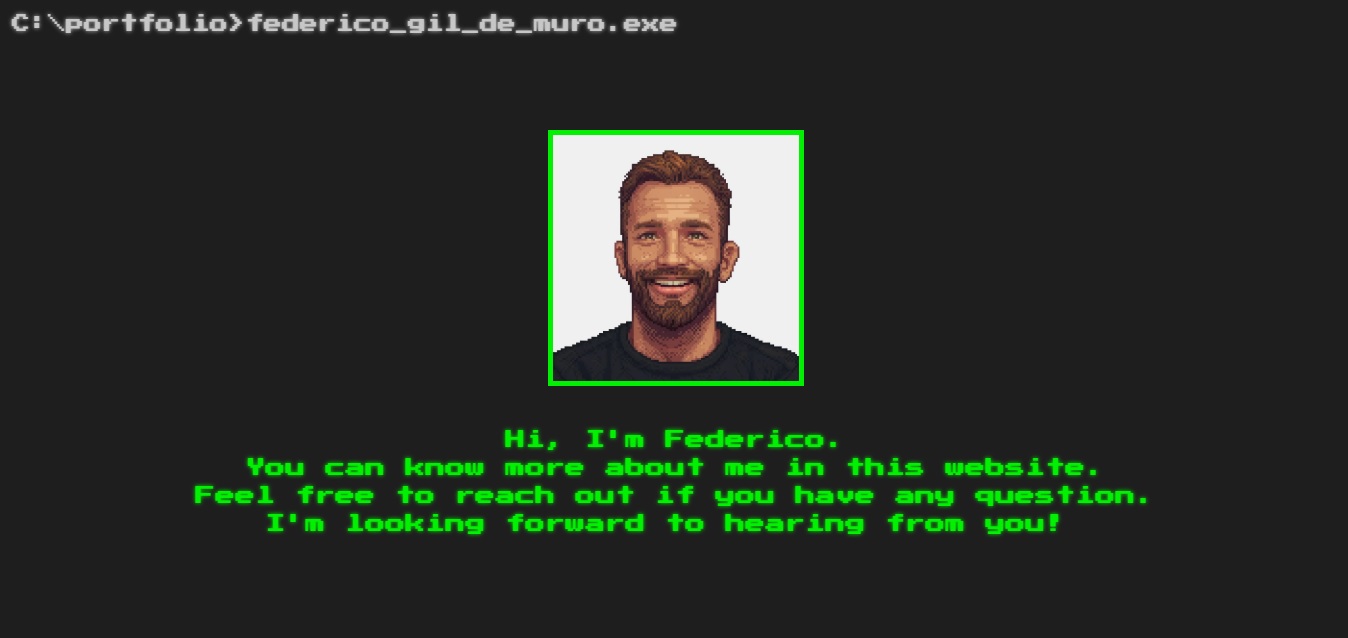 C:\portfolio>federico_gil_de_muro.exe
Hi, I'm Federico.
You can know more about me in this website.
Feel free to reach out if you have any question.
I'm looking forward to hearing from you!